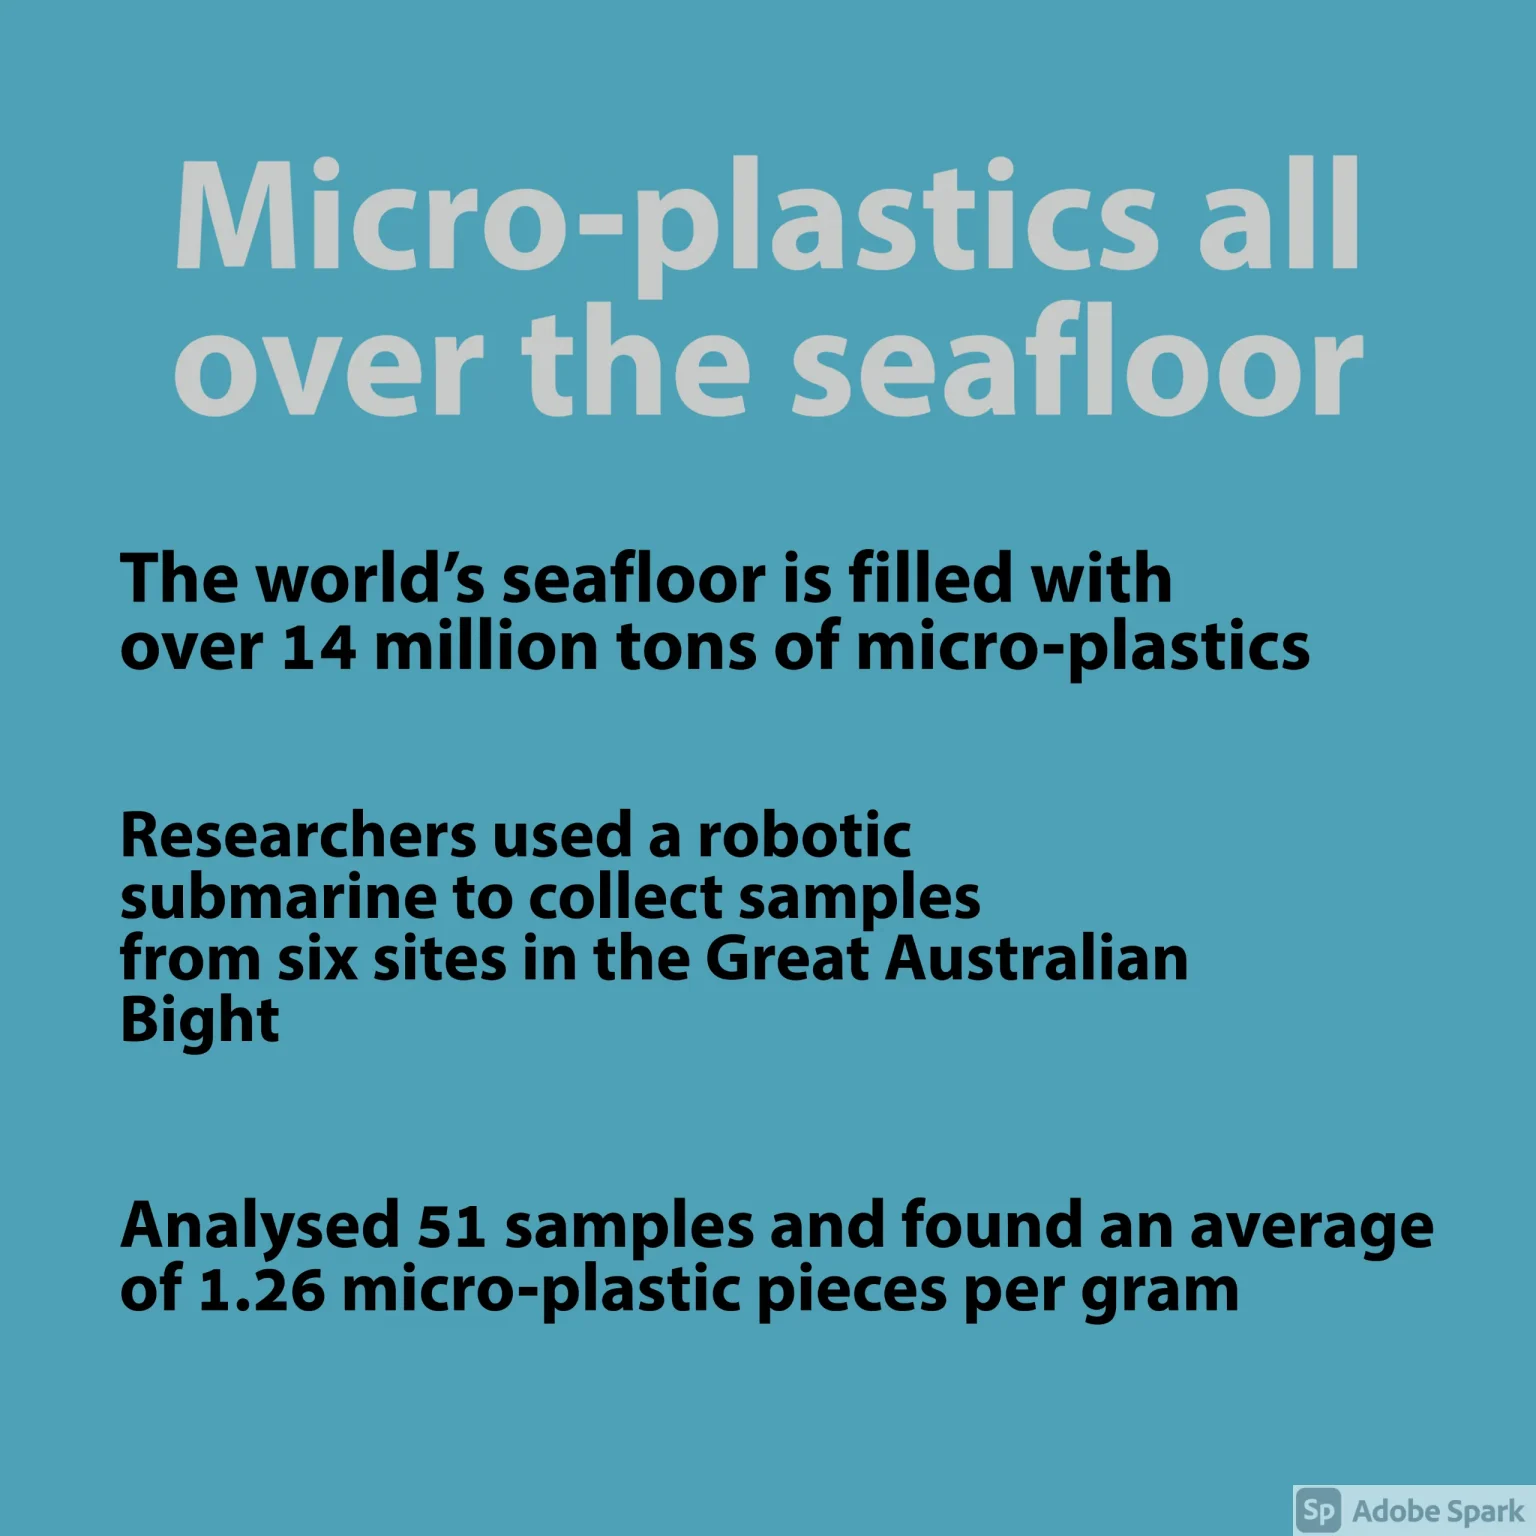 Micro-plastics all
over the seafloor
The world’s seafloor is filled with
over 14 million tons of micro-plastics
Researchers used a robotic
submarine to collect samples
from six sites in the Great Australian
Bight
Analysed 51 samples and found an average
of 1.26 micro-plastic pieces per gram
Sp Adobe Spark